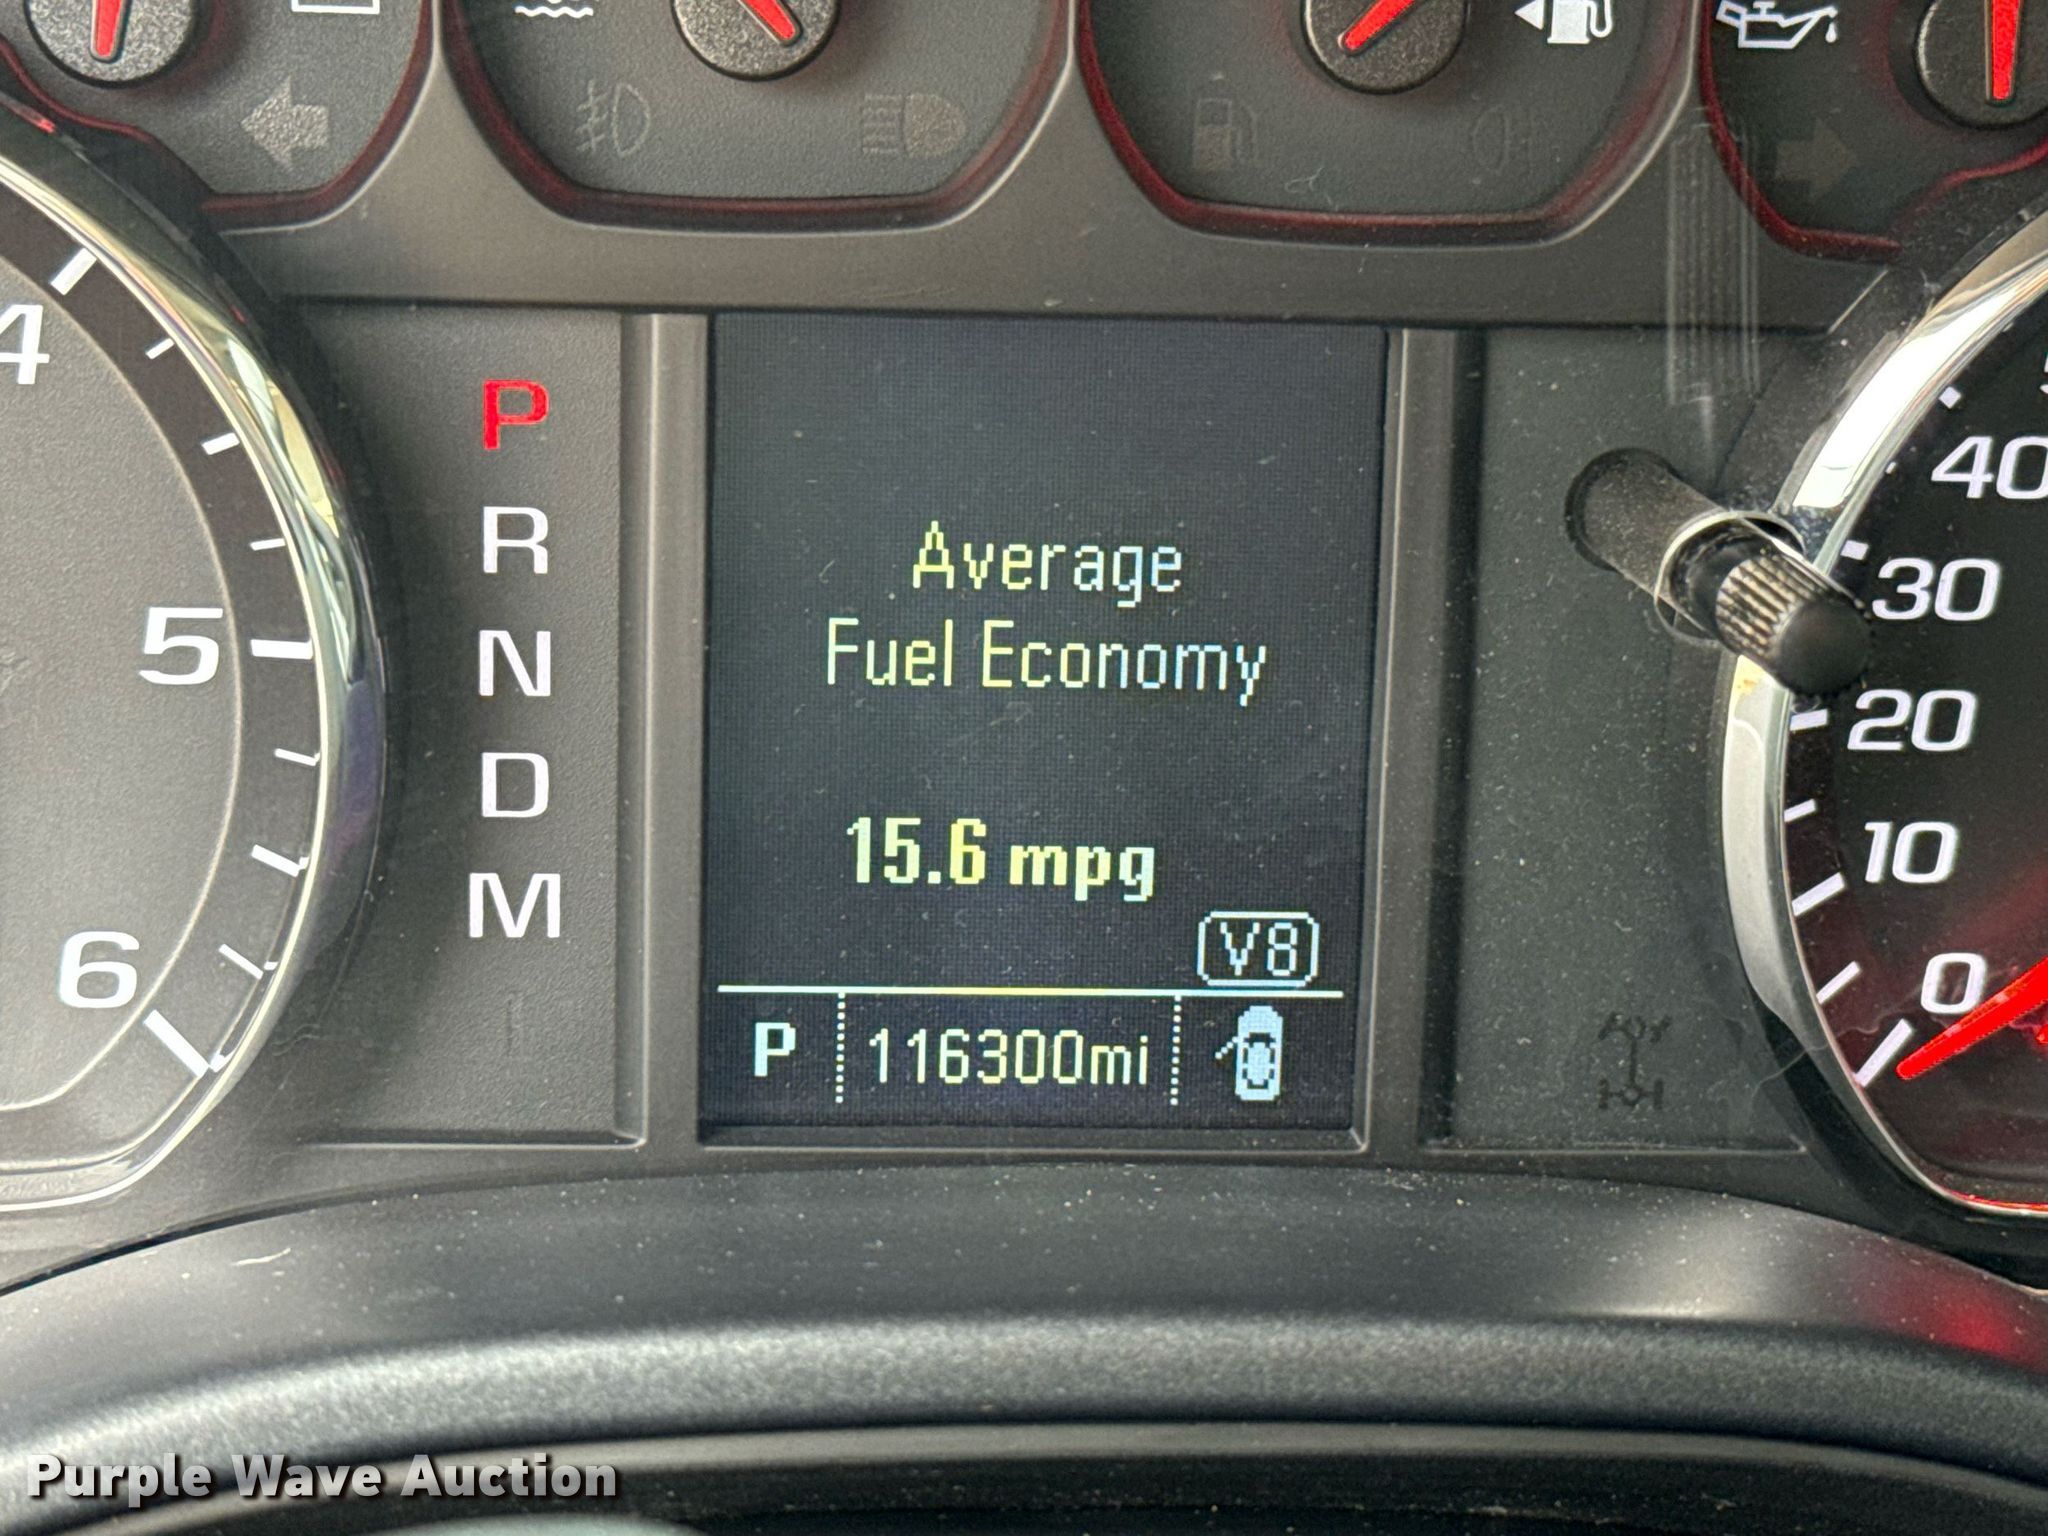 4
5
6
P
R
N
D
M
Average
Fuel Economy
15.6 mpg
V8
P
116300mi
40
30
20
10
0
Purple Wave Auction